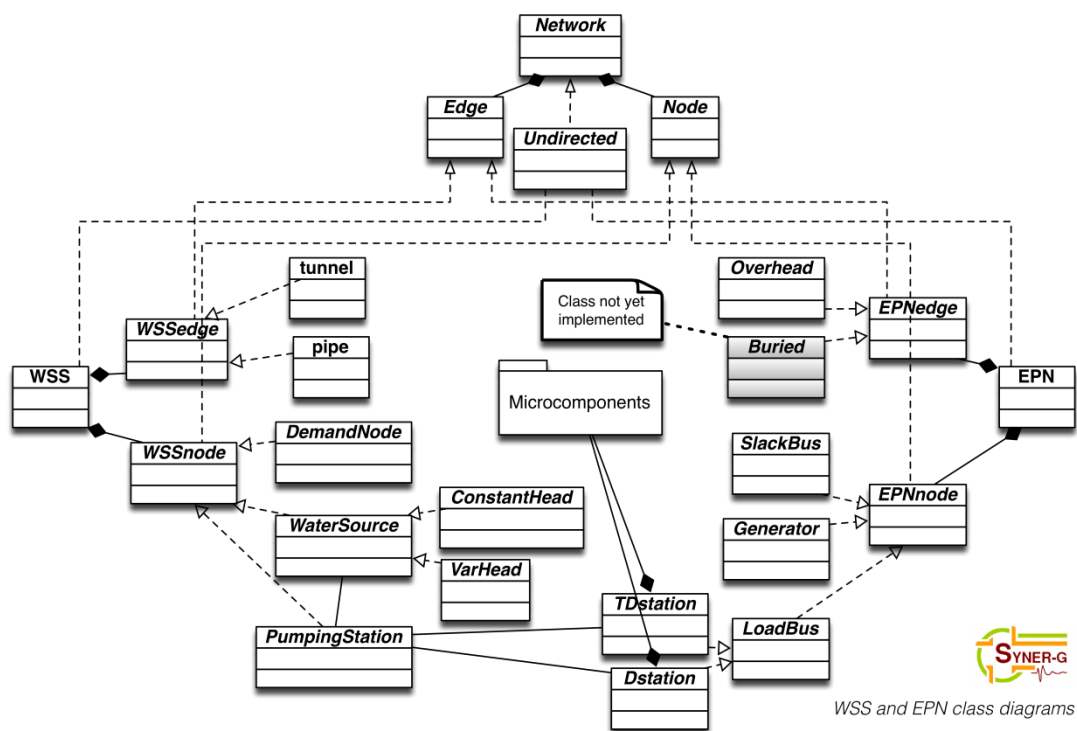 Network
Edge
Node
Undirected
tunnel
Overhead
Class not yet
implemented
WSSedge
EPNedge
pipe
Buried
WSS
EPN
Microcomponents
DemandNode
WSSnode
SlackBus
ConstantHead
EPNnode
WaterSource
Generator
VarHead
TDstation
LoadBus
PumpingStation
Dstation
SYNER-G
WSS and EPN class diagrams